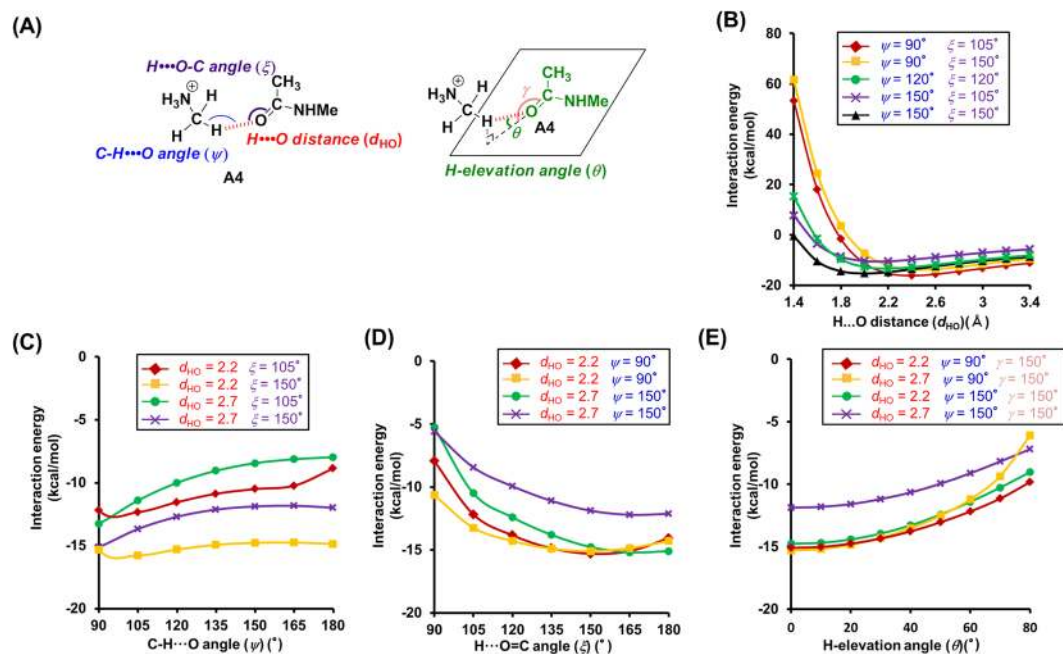 (A)
H•••O-C angle (ξ)
CH₃
H₃N
⊕
H
C
H
C
O
NHMe
H•••O distance (dHO)
C-H•••O angle (ψ)
A4
CH₃
γ
H₃N
⊕
H
C
H
C
O
NHMe
θ
A4
H-elevation angle (θ)
(B)
Interaction energy
(kcal/mol)
80
60
40
20
0
-20
1.4 1.8 2.2 2.6 3 3.4
H...O distance (dHO)(Å)
ψ = 90° ξ = 105°
ψ = 90° ξ = 150°
ψ = 120° ξ = 120°
ψ = 150° ξ = 105°
ψ = 150° ξ = 150°
(C)
Interaction energy
(kcal/mol)
0
-5
-10
-15
-20
90 105 120 135 150 165 180
C-H···O angle (ψ)(°)
dHO = 2.2 ξ = 105°
dHO = 2.2 ξ = 150°
dHO = 2.7 ξ = 105°
dHO = 2.7 ξ = 150°
(D)
Interaction energy
(kcal/mol)
0
-5
-10
-15
-20
90 105 120 135 150 165 180
H···O=C angle (ξ)(°)
dHO = 2.2 ψ = 90°
dHO = 2.2 ψ = 90°
dHO = 2.7 ψ = 150°
dHO = 2.7 ψ = 150°
(E)
Interaction energy
(kcal/mol)
0
-5
-10
-15
-20
0 20 40 60 80
H-elevation angle (θ)(°)
dHO = 2.2 ψ = 90° γ = 150°
dHO = 2.7 ψ = 90° γ = 150°
dHO = 2.2 ψ = 150° γ = 150°
dHO = 2.7 ψ = 150° γ = 150°